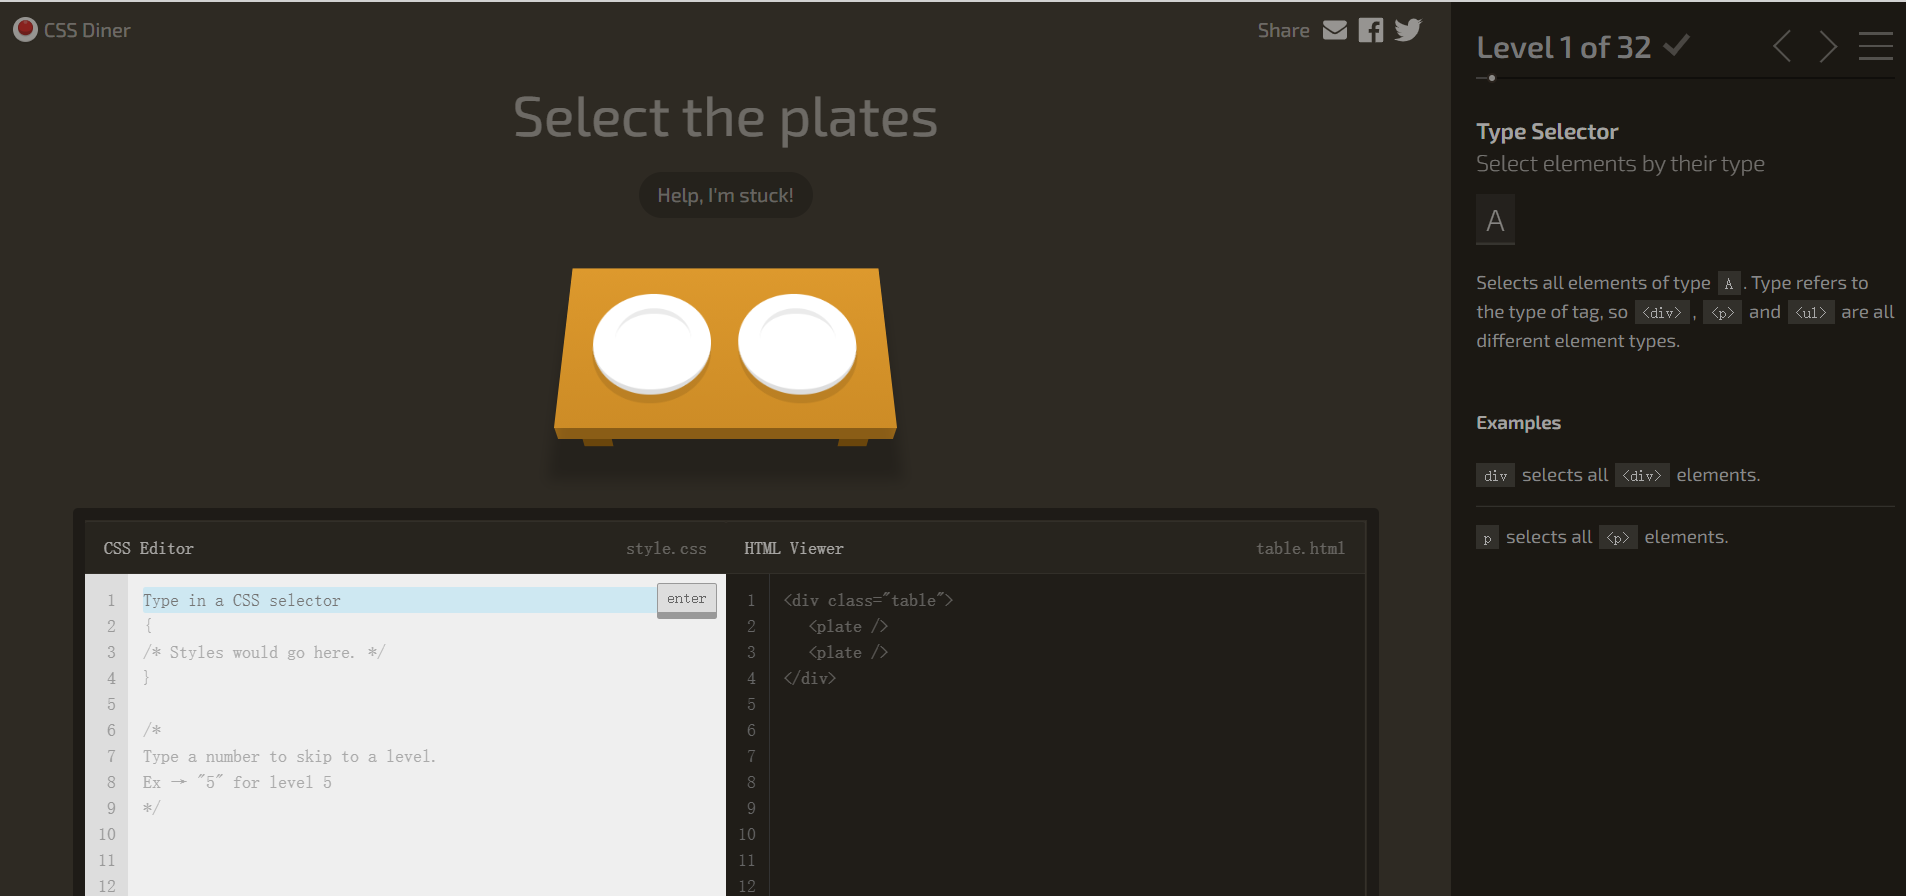 CSS Diner
Share
Select the plates
Help, I'm stuck!
CSS Editor
style.css
1 Type in a CSS selector
enter
2 {
3 /* Styles would go here. */
4 }
5
6 /*
7 Type a number to skip to a level.
8 Ex → "5" for level 5
9 */
10
11
12
HTML Viewer
table.html
1 <div class="table">
2 <plate />
3 <plate />
4 </div>
5
6
7
8
9
10
11
12
Level 1 of 32
Type Selector
Select elements by their type
A
Selects all elements of type A . Type refers to
the type of tag, so <div> , <p> and <ul> are all
different element types.
Examples
div selects all <div> elements.
p selects all <p> elements.